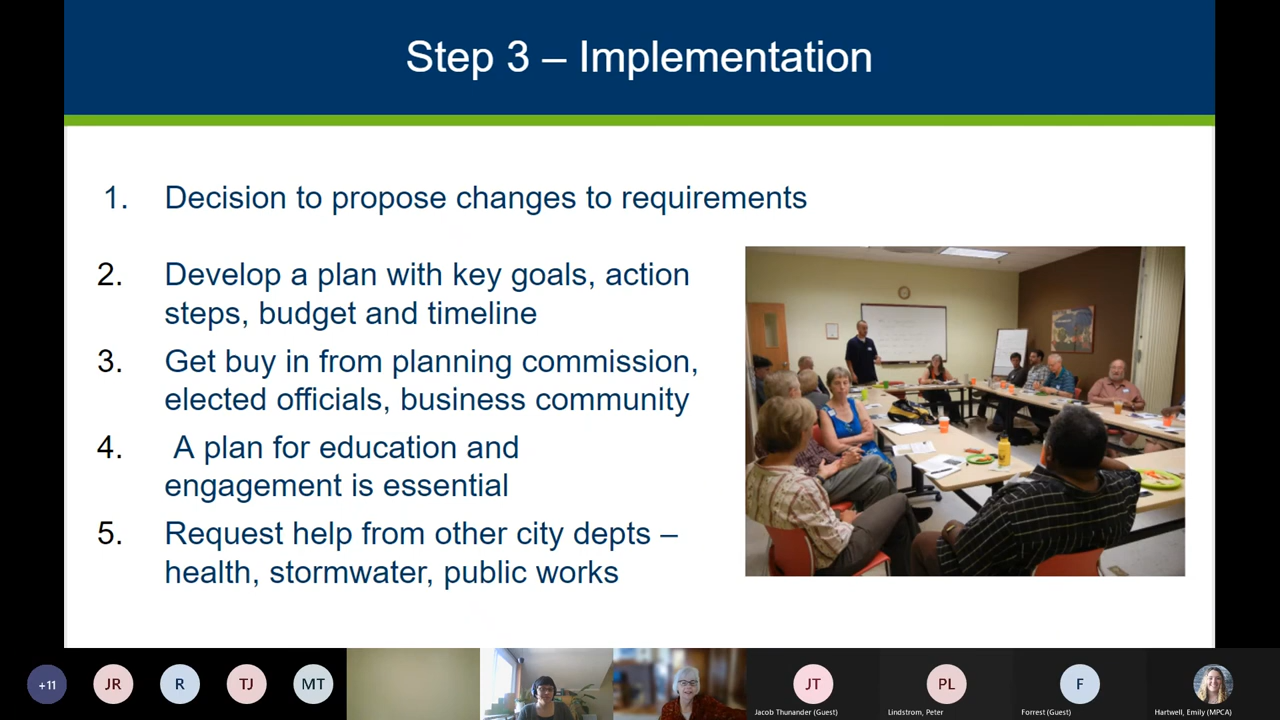 Step 3 – Implementation
1. Decision to propose changes to requirements
2. Develop a plan with key goals, action
steps, budget and timeline
3. Get buy in from planning commission,
elected officials, business community
4. A plan for education and
engagement is essential
5. Request help from other city depts –
health, stormwater, public works
+11
JR
R
TJ
MT
JT
PL
F
Jacob Thunander (Guest)
Lindstrom, Peter
Forrest (Guest)
Hartwell, Emily (MPCA)